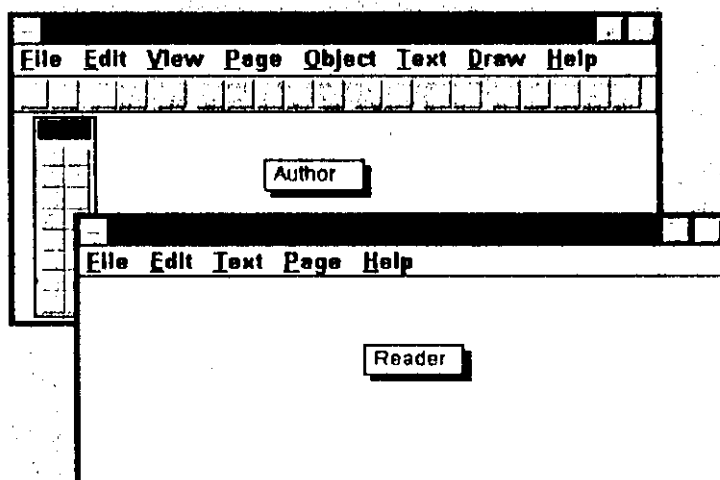 File Edit View Page Object Text Draw Help
Author
File Edit Text Page Help
Reader